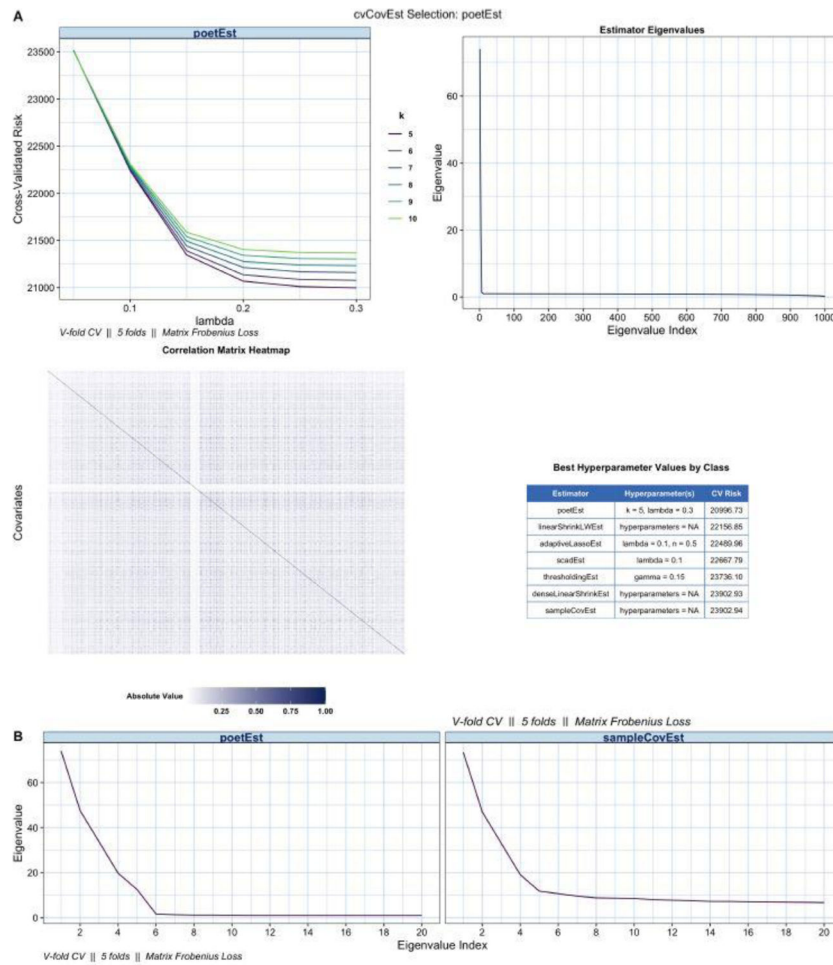 A
cvCovEst Selection: poetEst
poetEst
23500
23000
22500
22000
21500
21000
Cross-Validated Risk
0.1 0.2 0.3
lambda
V-fold CV || 5 folds || Matrix Frobenius Loss
k
5
6
7
8
9
10
Estimator Eigenvalues
60
40
20
0
Eigenvalue
0 100 200 300 400 500 600 700 800 900 1000
Eigenvalue Index
Correlation Matrix Heatmap
Covariates
Absolute Value
0.25 0.50 0.75 1.00
Best Hyperparameter Values by Class
Estimator Hyperparameter(s) CV Risk
poetEst k = 5, lambda = 0.3 20996.73
linearShrinkLWEst hyperparameters = NA 22156.85
adaptiveLassoEst lambda = 0.1, n = 0.5 22489.96
scadEst lambda = 0.1 22667.79
thresholdingEst gamma = 0.15 23736.10
denseLinearShrinkEst hyperparameters = NA 23902.93
sampleCovEst hyperparameters = NA 23902.94
V-fold CV || 5 folds || Matrix Frobenius Loss
B
poetEst
sampleCovEst
60
40
20
0
Eigenvalue
2 4 6 8 10 12 14 16 18 20
2 4 6 8 10 12 14 16 18 20
Eigenvalue Index
V-fold CV || 5 folds || Matrix Frobenius Loss